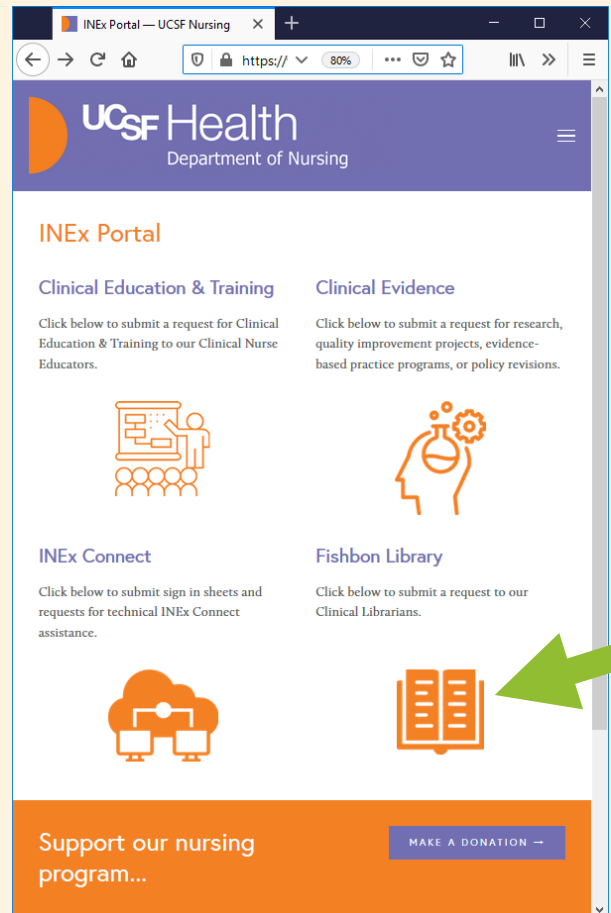 INEx Portal — UCSF Nursing
https://
80%
UCSF Health
Department of Nursing
INEx Portal
Clinical Education & Training
Click below to submit a request for Clinical
Education & Training to our Clinical Nurse
Educators.
Clinical Evidence
Click below to submit a request for research,
quality improvement projects, evidence-
based practice programs, or policy revisions.
INEx Connect
Click below to submit sign in sheets and
requests for technical INEx Connect
assistance.
Fishbon Library
Click below to submit a request to our
Clinical Librarians.
Support our nursing
program...
MAKE A DONATION →